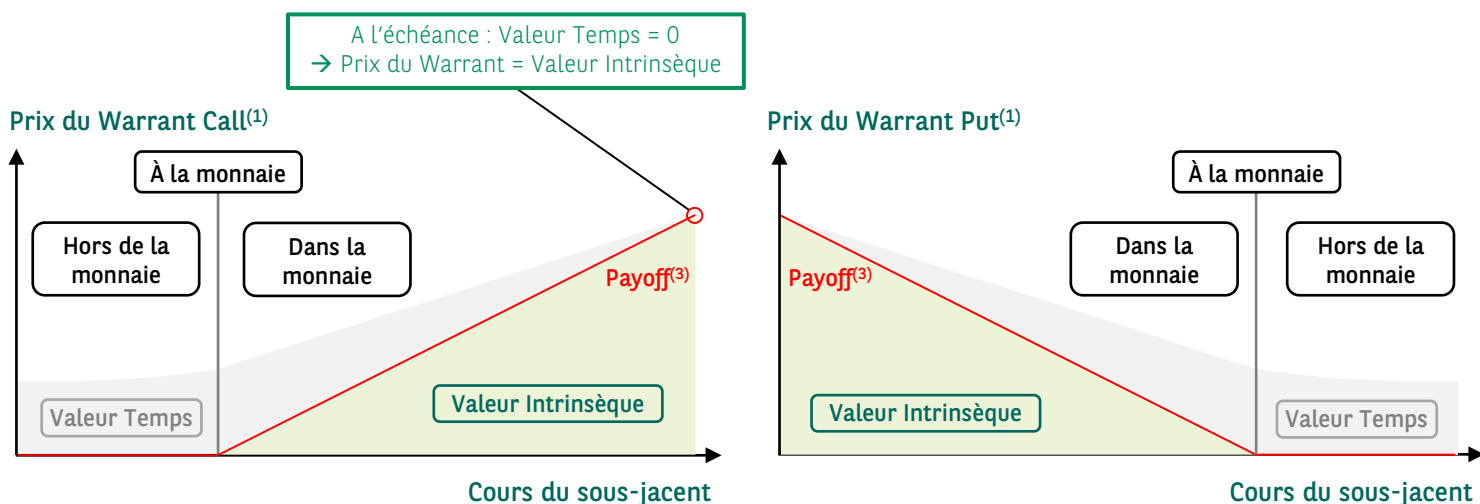 A l'échéance : Valeur Temps = 0
→ Prix du Warrant = Valeur Intrinsèque
Prix du Warrant Call(1)
À la monnaie
Hors de la
monnaie
Dans la
monnaie
Payoff(3)
Valeur Temps
Valeur Intrinsèque
Cours du sous-jacent
Prix du Warrant Put(1)
À la monnaie
Dans la
monnaie
Hors de la
monnaie
Payoff(3)
Valeur Intrinsèque
Valeur Temps
Cours du sous-jacent